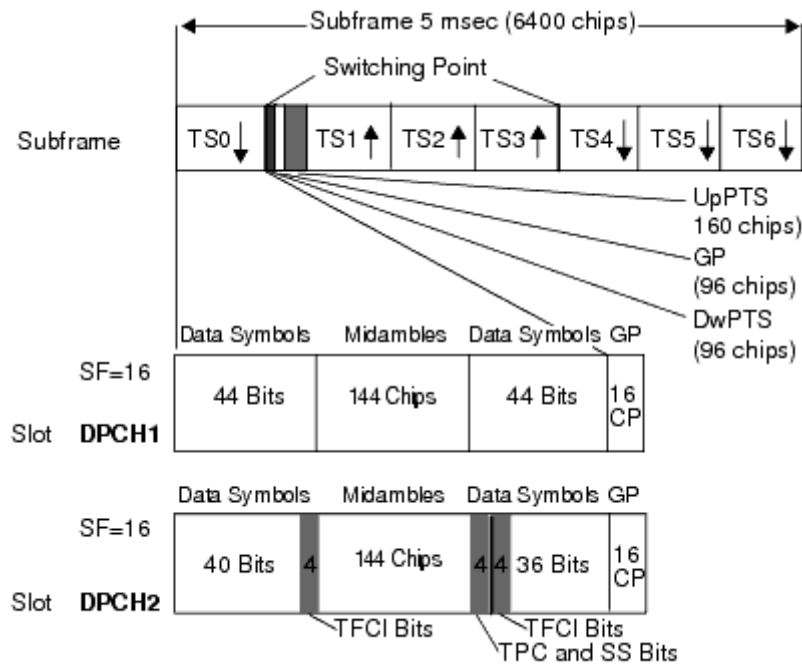 Subframe 5 msec (6400 chips)
Switching Point
Subframe
TS0 TS1 TS2 TS3 TS4 TS5 TS6
UpPTS
160 chips)
GP
(96 chips)
DwPTS
(96 chips)
Data Symbols Midambles Data Symbols GP
SF=16
44 Bits 144 Chips 44 Bits 16
CP
Slot DPCH1
Data Symbols Midambles Data Symbols GP
SF=16
40 Bits 4 144 Chips 4 4 36 Bits 16
CP
Slot DPCH2
TFCI Bits TFCI Bits
TPC and SS Bits